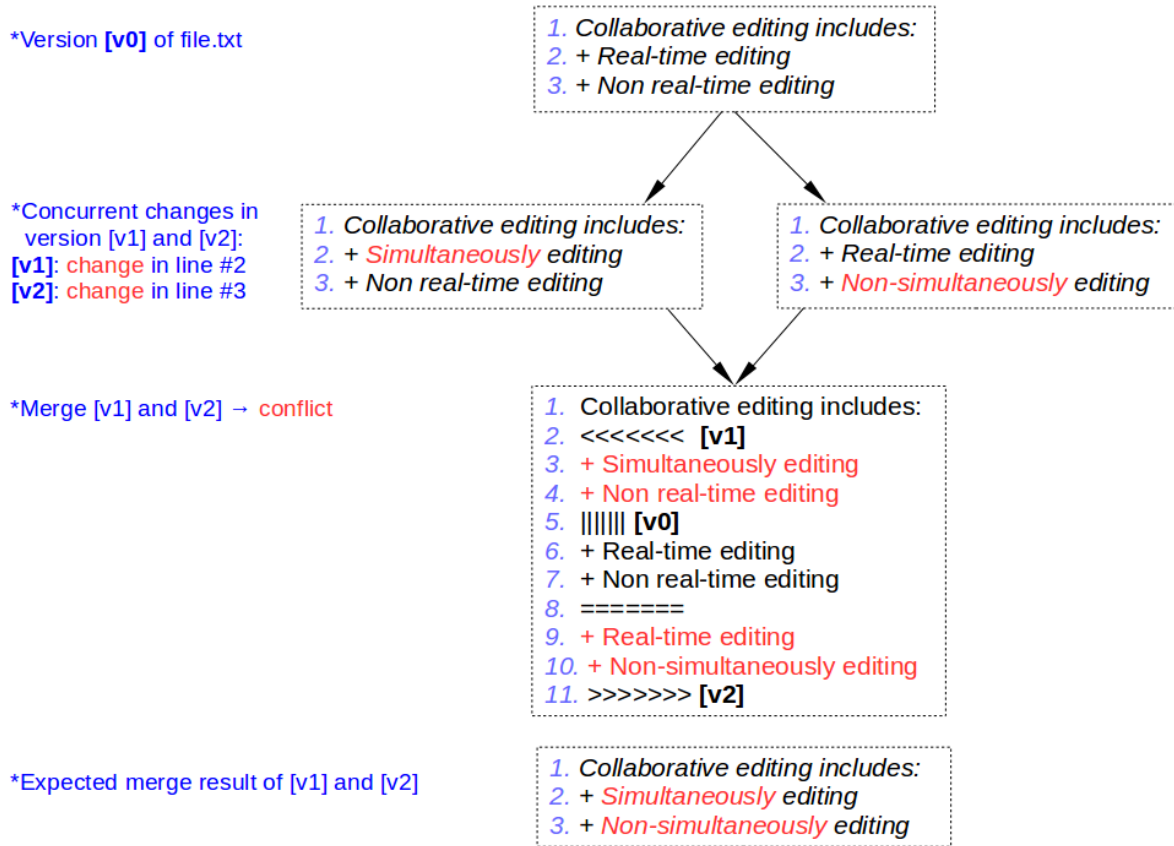 *Version [v0] of file.txt
1. Collaborative editing includes:
2. + Real-time editing
3. + Non real-time editing
*Concurrent changes in
version [v1] and [v2]:
[v1]: change in line #2
[v2]: change in line #3
1. Collaborative editing includes:
2. + Simultaneously editing
3. + Non real-time editing
1. Collaborative editing includes:
2. + Real-time editing
3. + Non-simultaneously editing
*Merge [v1] and [v2] → conflict
1. Collaborative editing includes:
2. <<<<<<< [v1]
3. + Simultaneously editing
4. + Non real-time editing
5. ||||||| [v0]
6. + Real-time editing
7. + Non real-time editing
8. =======
9. + Real-time editing
10. + Non-simultaneously editing
11. >>>>>>> [v2]
*Expected merge result of [v1] and [v2]
1. Collaborative editing includes:
2. + Simultaneously editing
3. + Non-simultaneously editing